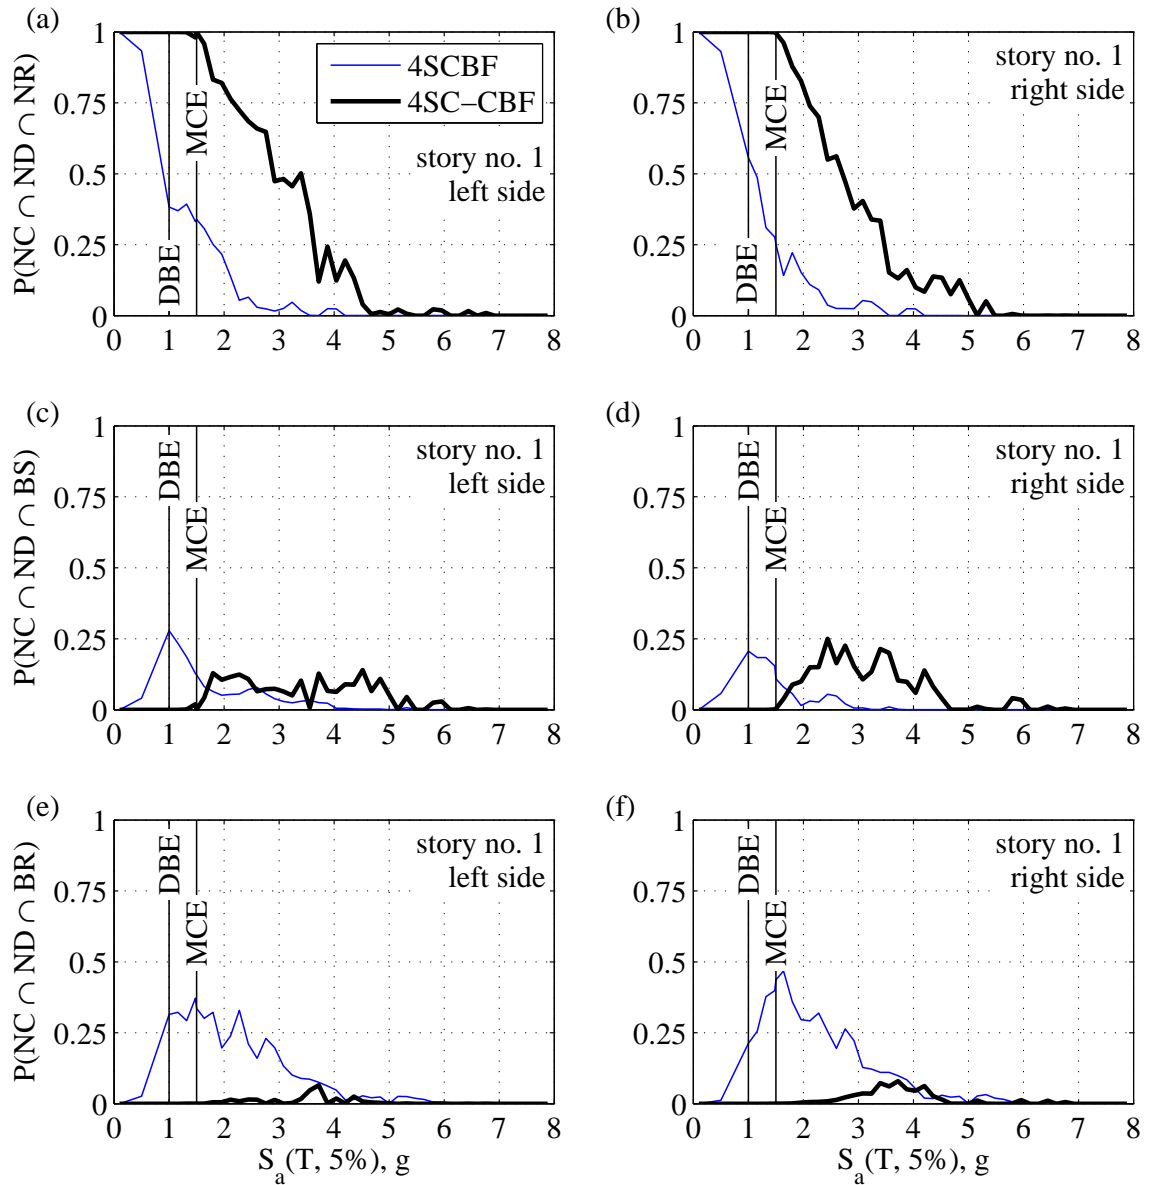 (a)
P(NC ∩ ND ∩ NR)
1
0.75
0.5
0.25
0
DBE
MCE
4SCBF
4SC−CBF
story no. 1
left side
0 1 2 3 4 5 6 7 8
(b)
1
0.75
0.5
0.25
0
DBE
MCE
story no. 1
right side
0 1 2 3 4 5 6 7 8
(c)
P(NC ∩ ND ∩ BS)
1
0.75
0.5
0.25
0
DBE
MCE
story no. 1
left side
0 1 2 3 4 5 6 7 8
(d)
1
0.75
0.5
0.25
0
DBE
MCE
story no. 1
right side
0 1 2 3 4 5 6 7 8
(e)
P(NC ∩ ND ∩ BR)
1
0.75
0.5
0.25
0
DBE
MCE
story no. 1
left side
0 1 2 3 4 5 6 7 8
S_a(T, 5%), g
(f)
1
0.75
0.5
0.25
0
DBE
MCE
story no. 1
right side
0 1 2 3 4 5 6 7 8
S_a(T, 5%), g